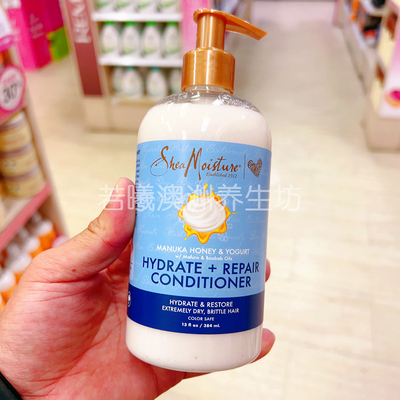 SheaMoisture
Established 1912
若曦澳洲养生坊
MANUKA HONEY & YOGURT
w/ Mafura & Baobab Oils
HYDRATE + REPAIR
CONDITIONER
HYDRATE & RESTORE
EXTREMELY DRY, BRITTLE HAIR
COLOR SAFE
13 fl oz / 384 mL